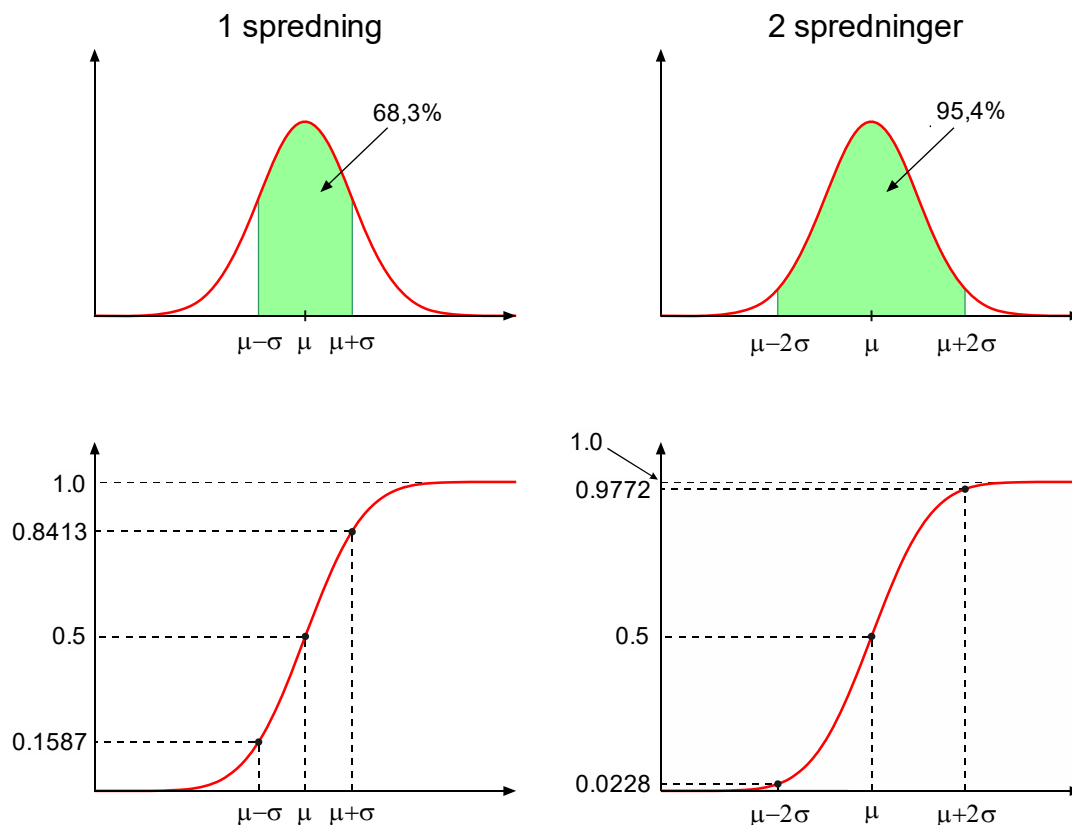 1 spredning
2 spredninger
68,3%
95,4%
μ−σ μ μ+σ
μ−2σ μ μ+2σ
1.0
0.8413
0.5
0.1587
μ−σ μ μ+σ
1.0
0.9772
0.5
0.0228
μ−2σ μ μ+2σ